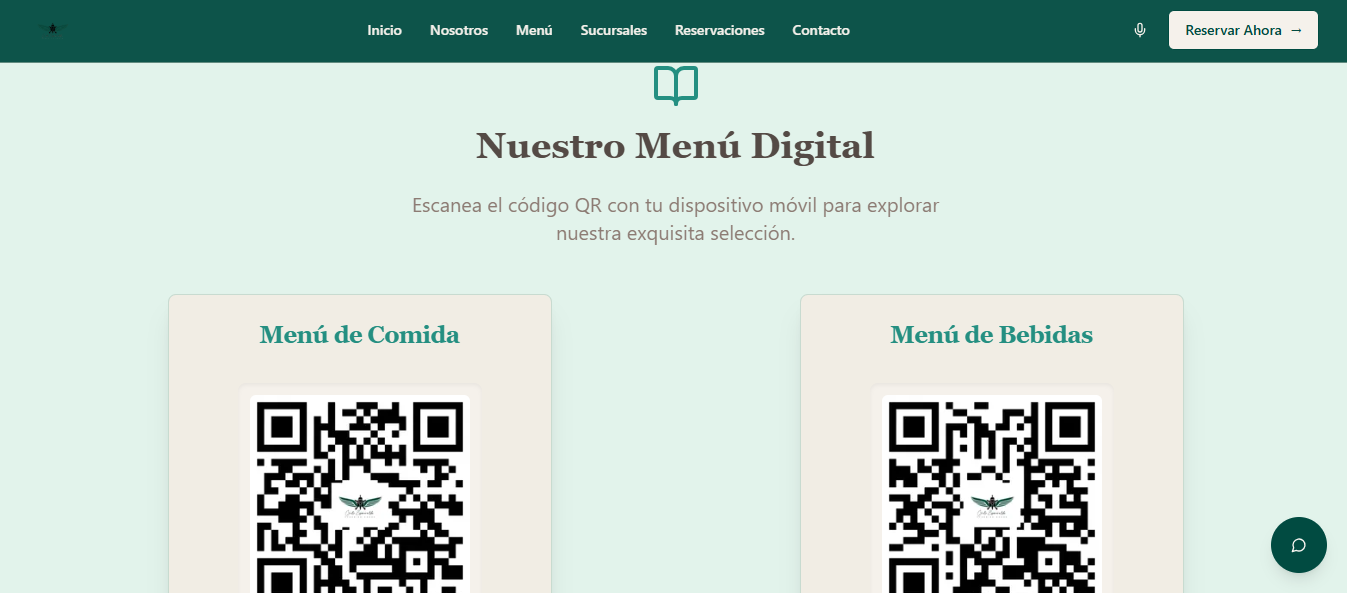 Inicio
Nosotros
Menú
Sucursales
Reservaciones
Contacto
Reservar Ahora →
Nuestro Menú Digital
Escanea el código QR con tu dispositivo móvil para explorar
nuestra exquisita selección.
Menú de Comida
Menú de Bebidas